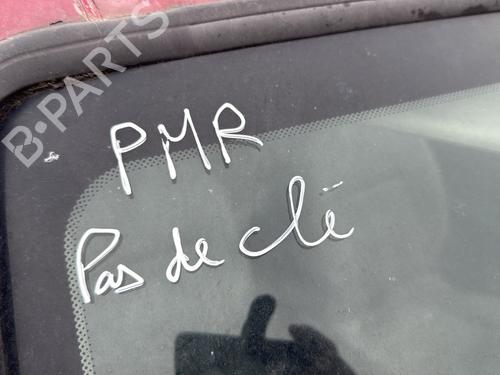 B-PARTS
PMR
Pas de clé